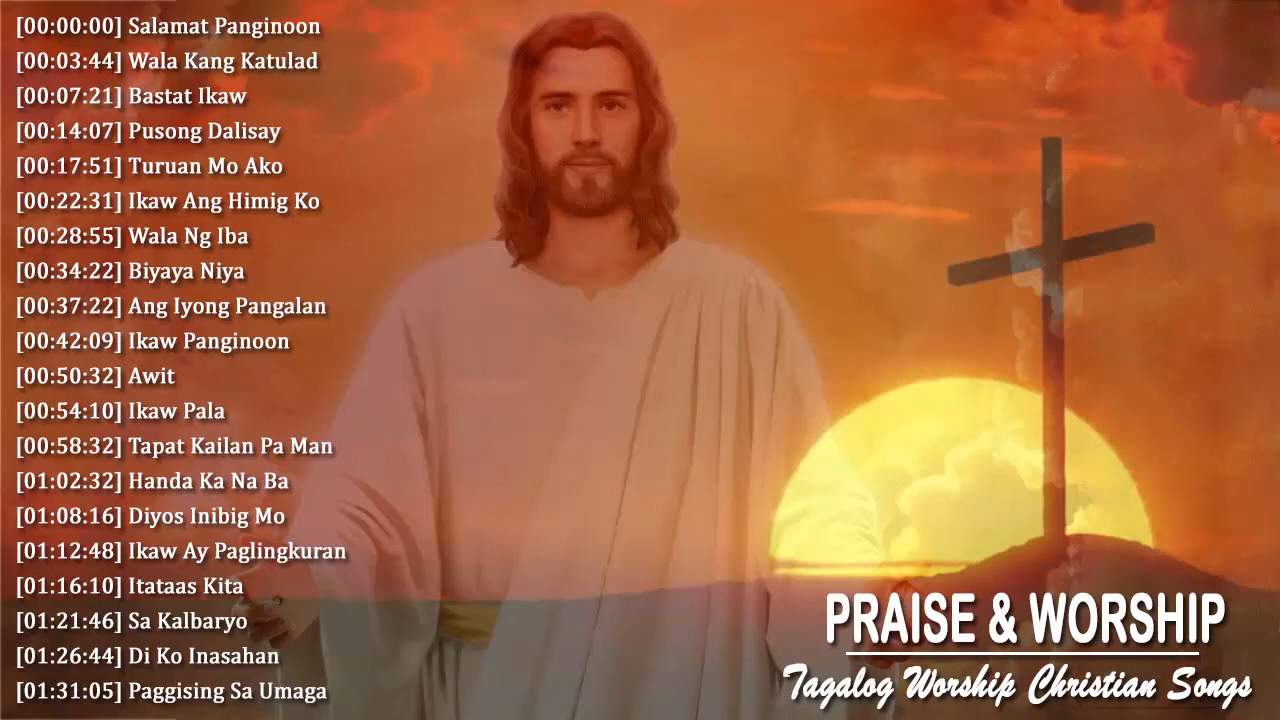 [00:00:00] Salamat Panginoon
[00:03:44] Wala Kang Katulad
[00:07:21] Bastat Ikaw
[00:14:07] Pusong Dalisay
[00:17:51] Turuan Mo Ako
[00:22:31] Ikaw Ang Himig Ko
[00:28:55] Wala Ng Iba
[00:34:22] Biyaya Niya
[00:37:22] Ang Iyong Pangalan
[00:42:09] Ikaw Panginoon
[00:50:32] Awit
[00:54:10] Ikaw Pala
[00:58:32] Tapat Kailan Pa Man
[01:02:32] Handa Ka Na Ba
[01:08:16] Diyos Inibig Mo
[01:12:48] Ikaw Ay Paglingkuran
[01:16:10] Itataas Kita
[01:21:46] Sa Kalbaryo
[01:26:44] Di Ko Inasahan
[01:31:05] Paggising Sa Umaga
PRAISE & WORSHIP
Tagalog Worship Christian Songs